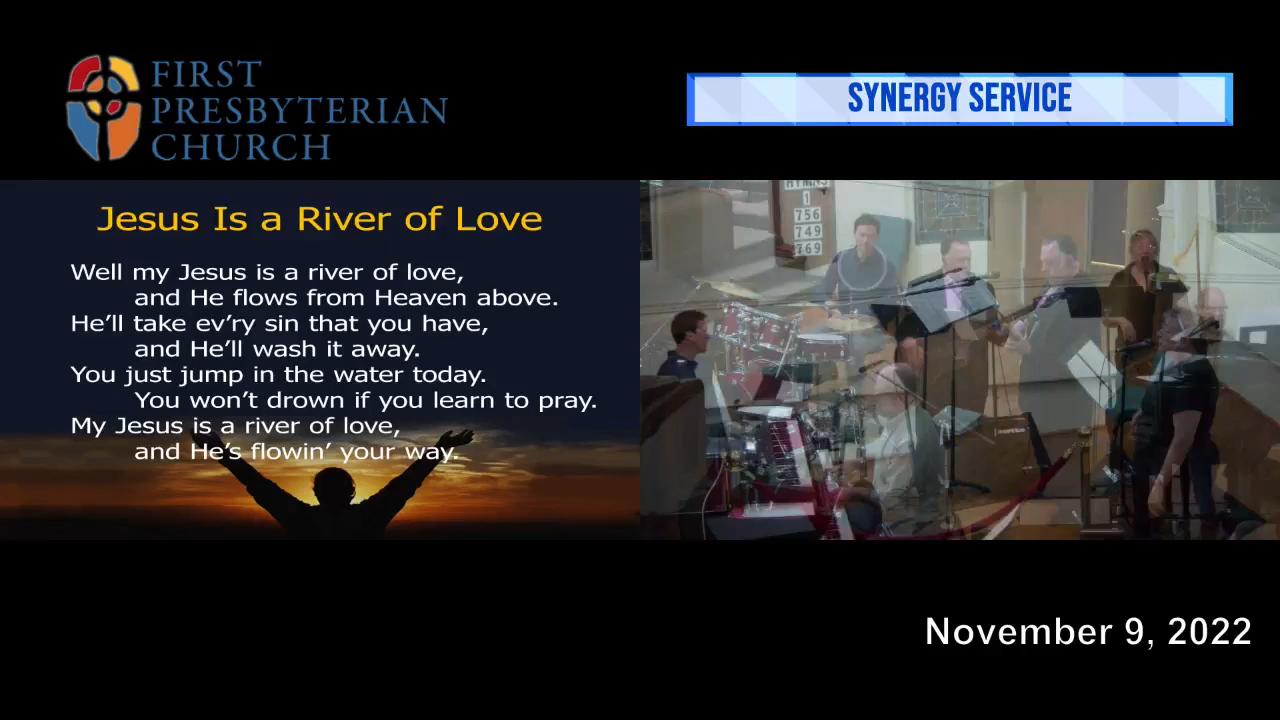 FIRST
PRESBYTERIAN
CHURCH
SYNERGY SERVICE
Jesus Is a River of Love
Well my Jesus is a river of love,
and He flows from Heaven above.
He’ll take ev’ry sin that you have,
and He’ll wash it away.
You just jump in the water today.
You won’t drown if you learn to pray.
My Jesus is a river of love,
and He’s flowin’ your way.
HYMNS
1
756
749
769
November 9, 2022